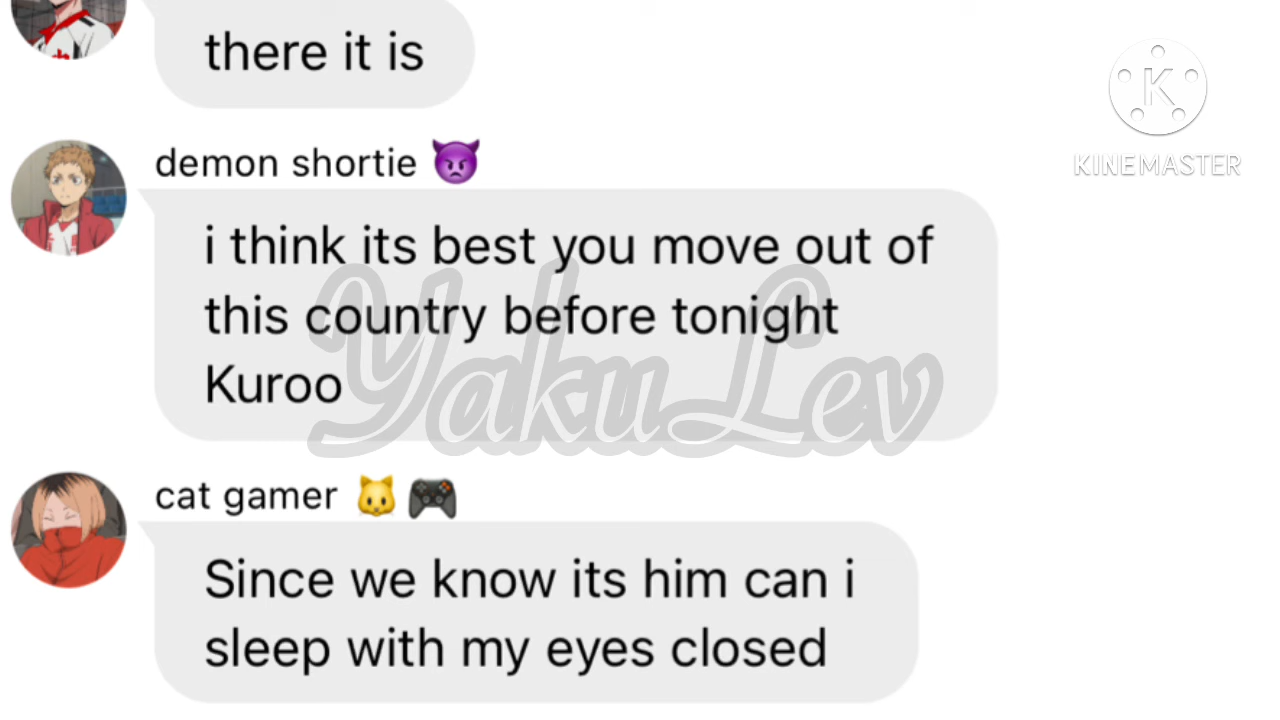 there it is
KINEMASTER
demon shortie 👿
i think its best you move out of
this country before tonight
Kuroo
YakuLev
cat gamer 🐱 🎮
Since we know its him can i
sleep with my eyes closed